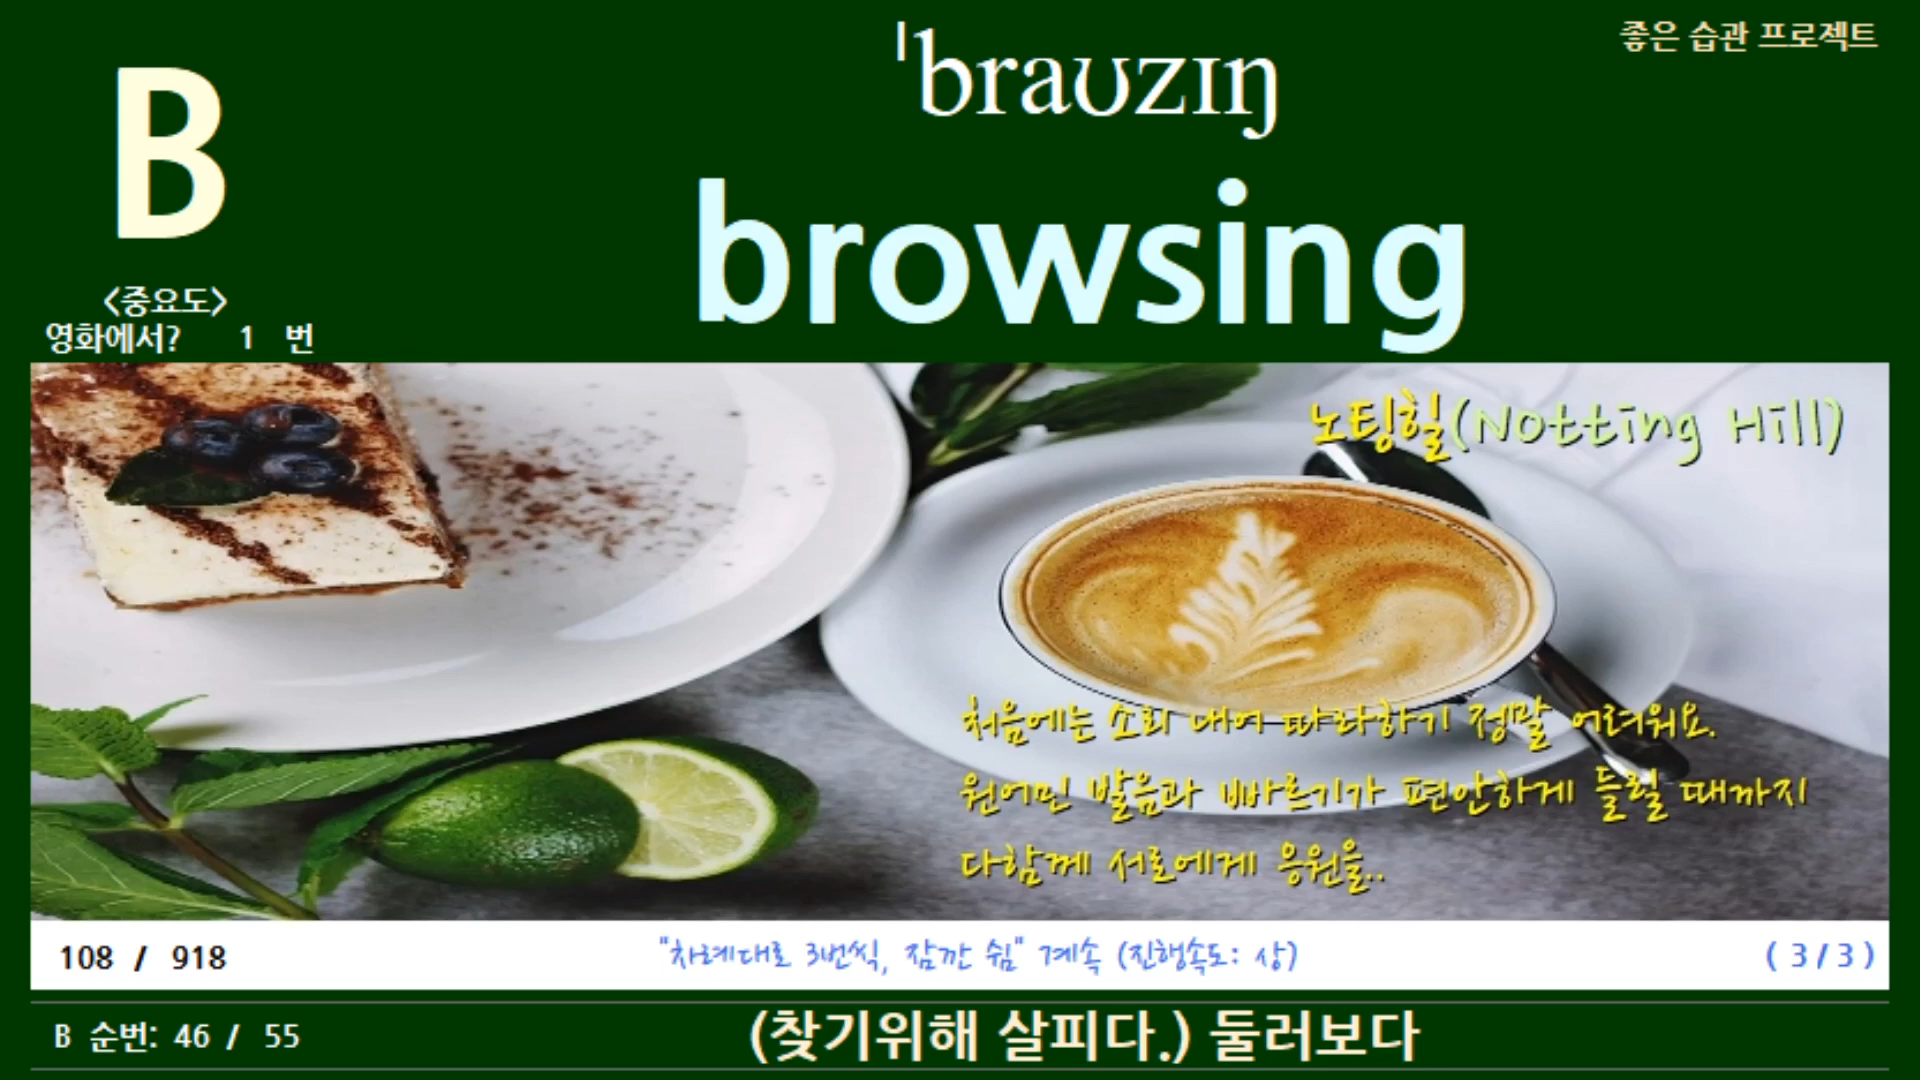 좋은 습관 프로젝트
B
ˈbraʊzɪŋ
browsing
<중요도>
영화에서? 1 번
노팅힐(Notting Hill)
처음에는 소리 내어 따라하기 정말 어려워요.
원어민 발음과 빠르기가 편안하게 들릴 때까지
다함께 서로에게 응원을..
108 / 918
"차례대로 3번씩, 잠깐 쉼" 계속 (진행속도: 상)
( 3 / 3 )
B 순번: 46 / 55
(찾기위해 살피다.) 둘러보다